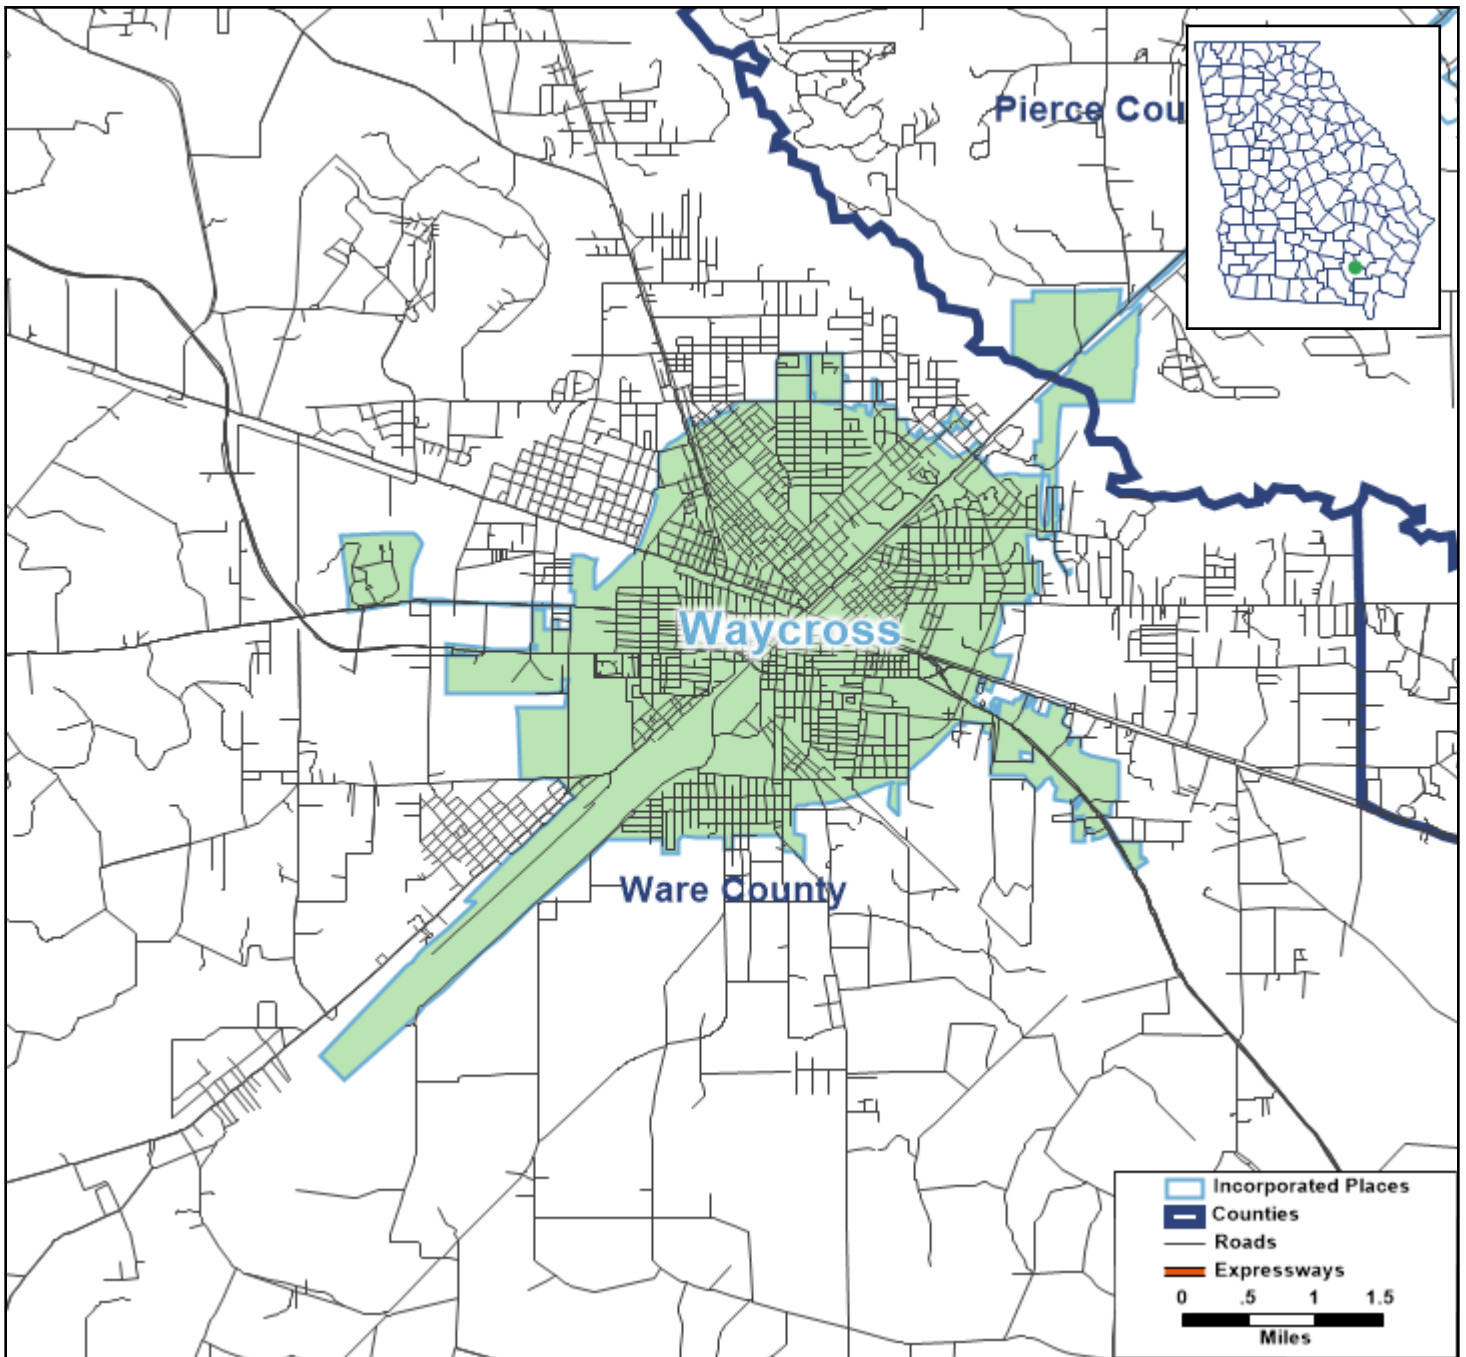 Pierce Cou
Waycross
Ware County
Incorporated Places
Counties
Roads
Expressways
0 .5 1 1.5
Miles